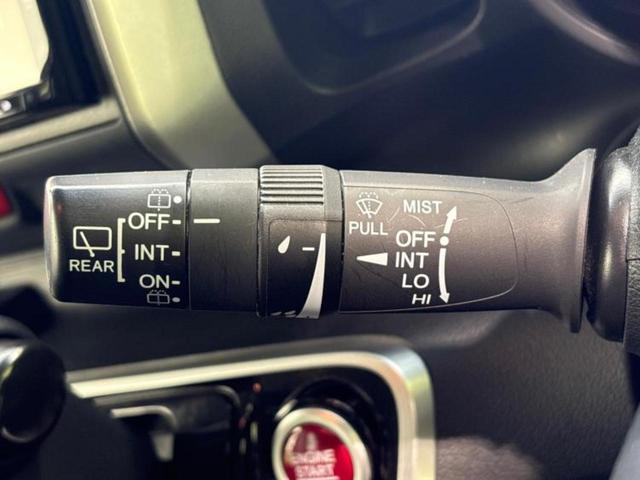 REAR
OFF
INT
ON
PULL
MIST
OFF
INT
LO
HI
ENGINE
START